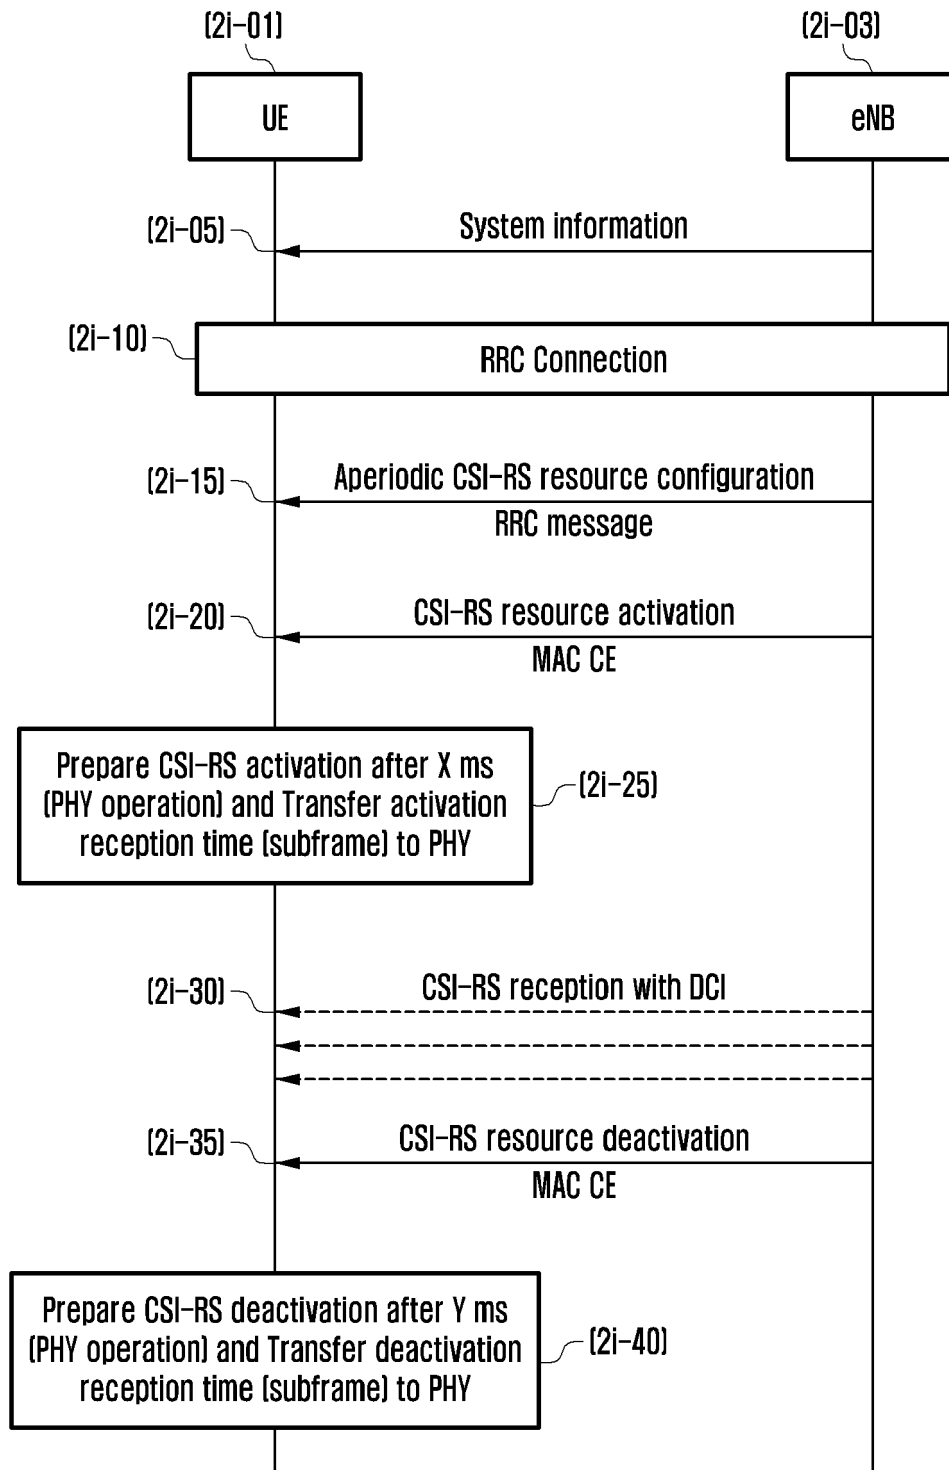 (2i-01)
(2i-03)
UE
eNB
(2i-05)
System information
(2i-10)
RRC Connection
(2i-15)
Aperiodic CSI-RS resource configuration
RRC message
(2i-20)
CSI-RS resource activation
MAC CE
Prepare CSI-RS activation after X ms
(PHY operation) and Transfer activation
reception time (subframe) to PHY
(2i-25)
(2i-30)
CSI-RS reception with DCI
(2i-35)
CSI-RS resource deactivation
MAC CE
Prepare CSI-RS deactivation after Y ms
(PHY operation) and Transfer deactivation
reception time (subframe) to PHY
(2i-40)